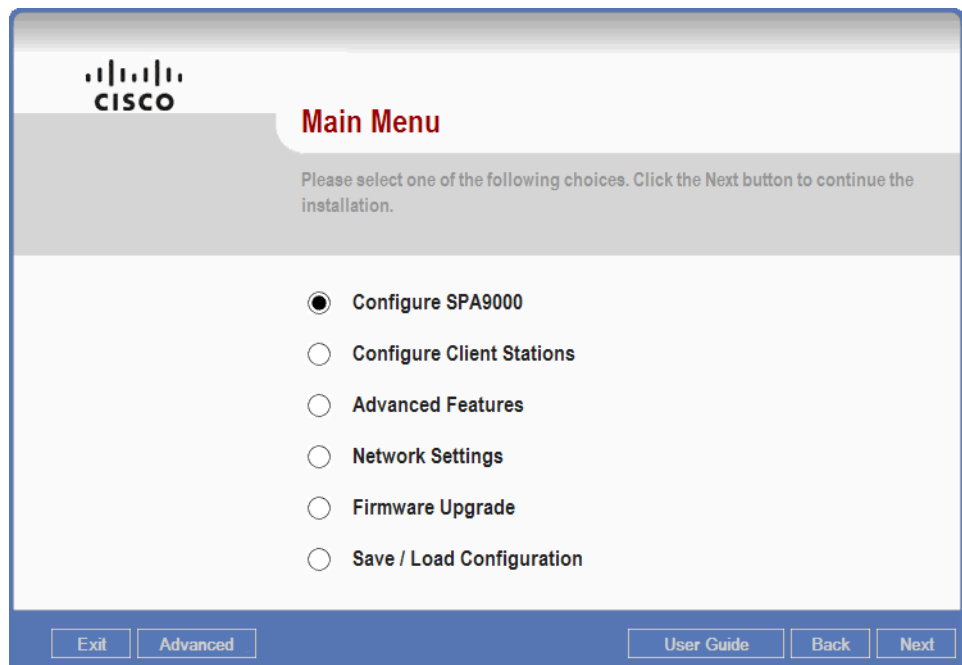 CISCO
Main Menu
Please select one of the following choices. Click the Next button to continue the
installation.
Configure SPA9000
Configure Client Stations
Advanced Features
Network Settings
Firmware Upgrade
Save / Load Configuration
Exit
Advanced
User Guide
Back
Next